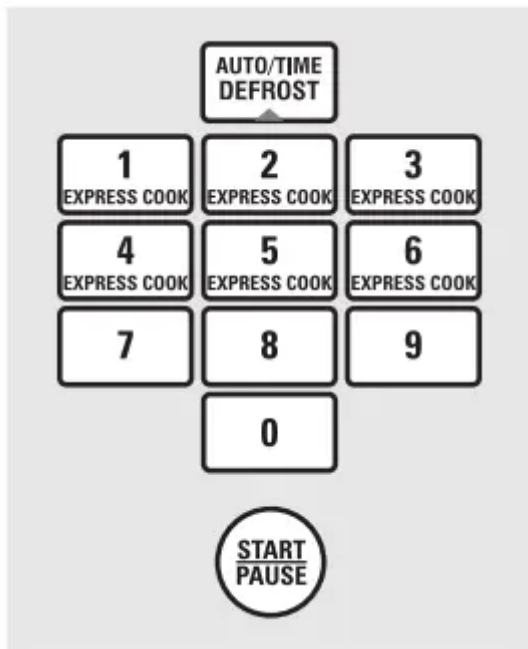 AUTO/TIME
DEFROST
1 2 3
EXPRESS COOK EXPRESS COOK EXPRESS COOK
4 5 6
EXPRESS COOK EXPRESS COOK EXPRESS COOK
7 8 9
0
START
PAUSE